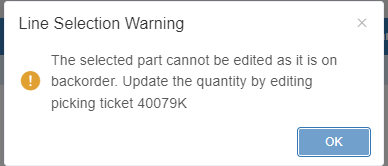 Line Selection Warning
The selected part cannot be edited as it is on
backorder. Update the quantity by editing
picking ticket 40079K
OK